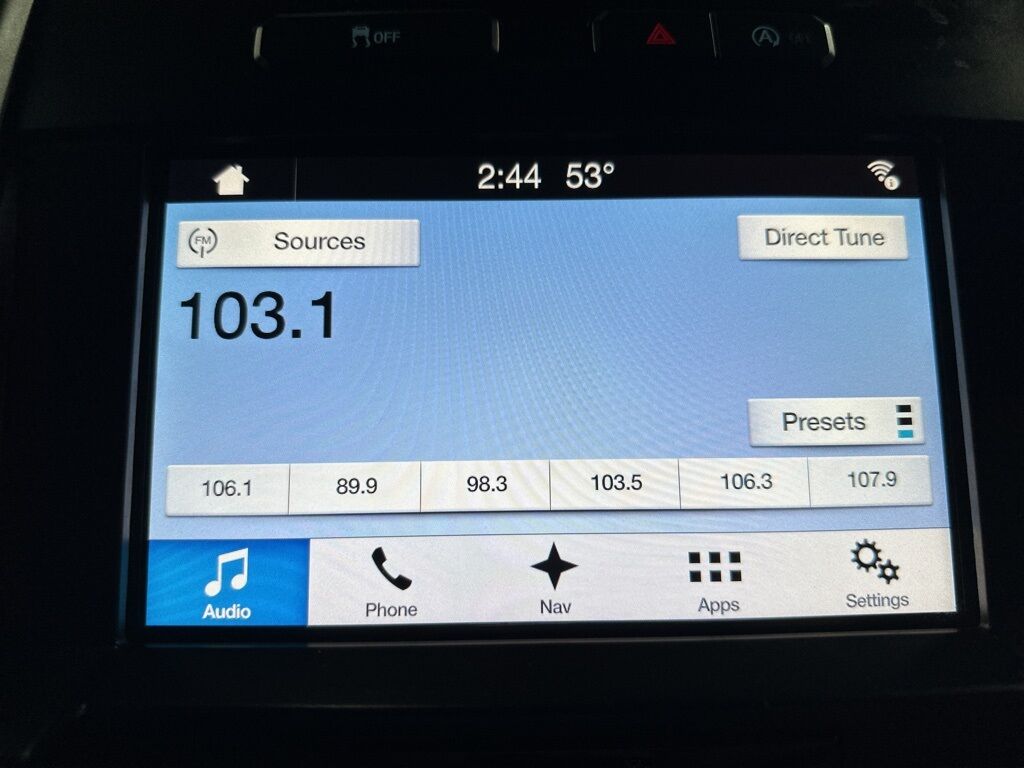 OFF
A
2:44 53°
FM Sources
Direct Tune
103.1
Presets
106.1 89.9 98.3 103.5 106.3 107.9
Audio Phone Nav Apps Settings